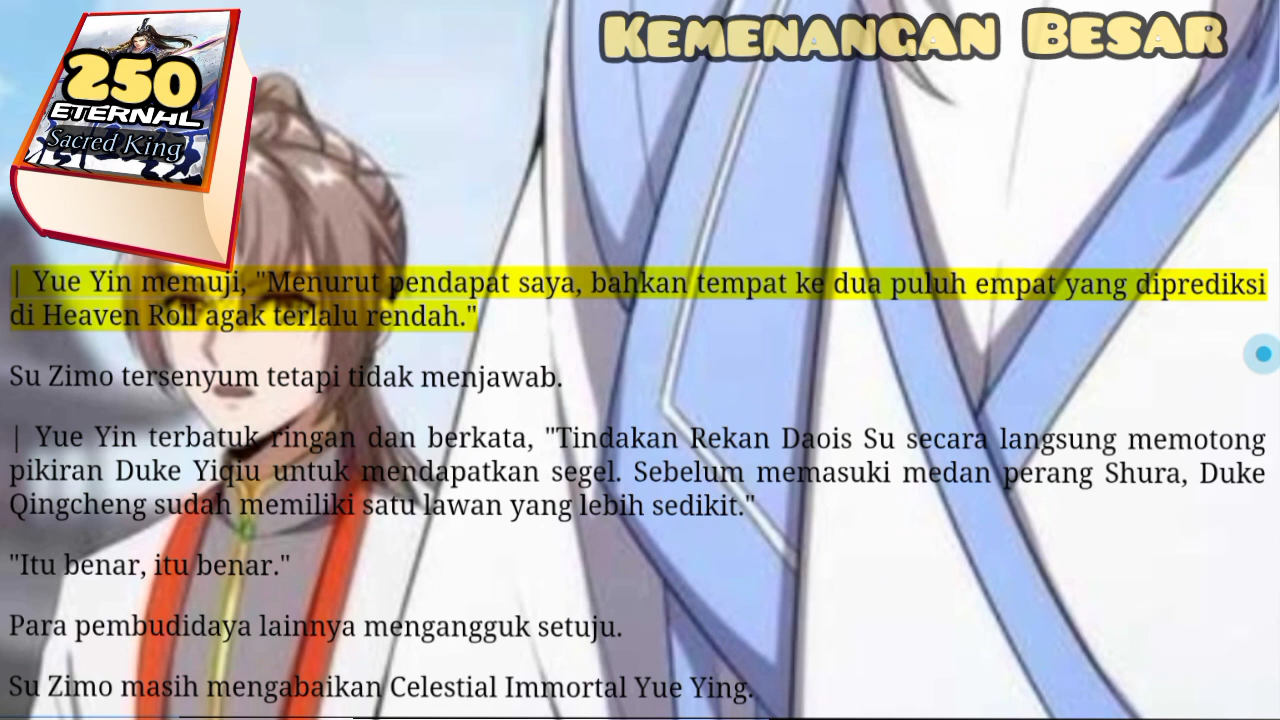 Kemenangan Besar
250
ETERNAL
Sacred King
| Yue Yin memuji, "Menurut pendapat saya, bahkan tempat ke dua puluh empat yang diprediksi
di Heaven Roll agak terlalu rendah."
Su Zimo tersenyum tetapi tidak menjawab.
| Yue Yin terbatuk ringan dan berkata, "Tindakan Rekan Daois Su secara langsung memotong
pikiran Duke Yiqiu untuk mendapatkan segel. Sebelum memasuki medan perang Shura, Duke
Qingcheng sudah memiliki satu lawan yang lebih sedikit."
"Itu benar, itu benar."
Para pembudidaya lainnya mengangguk setuju.
Su Zimo masih mengabaikan Celestial Immortal Yue Ying.